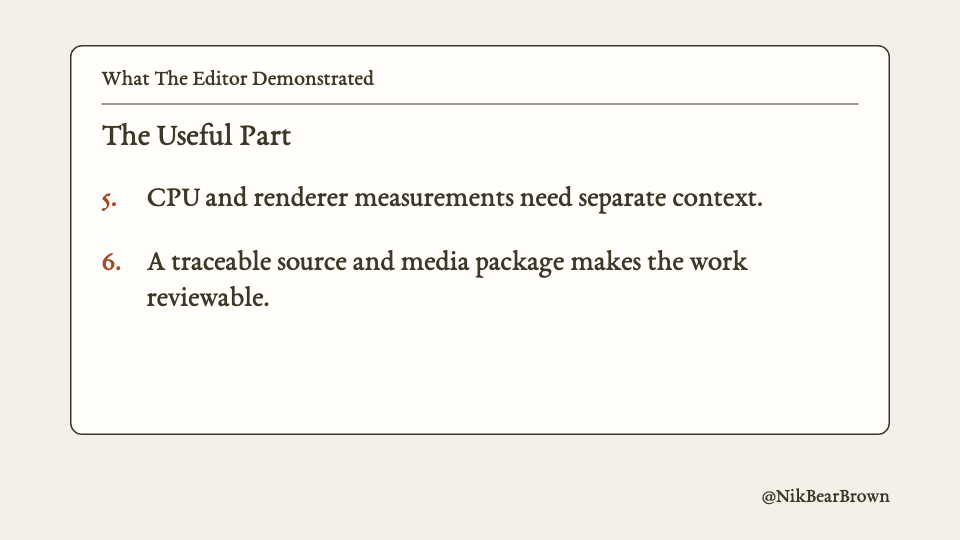 What The Editor Demonstrated
The Useful Part
5. CPU and renderer measurements need separate context.
6. A traceable source and media package makes the work
reviewable.
@NikBearBrown